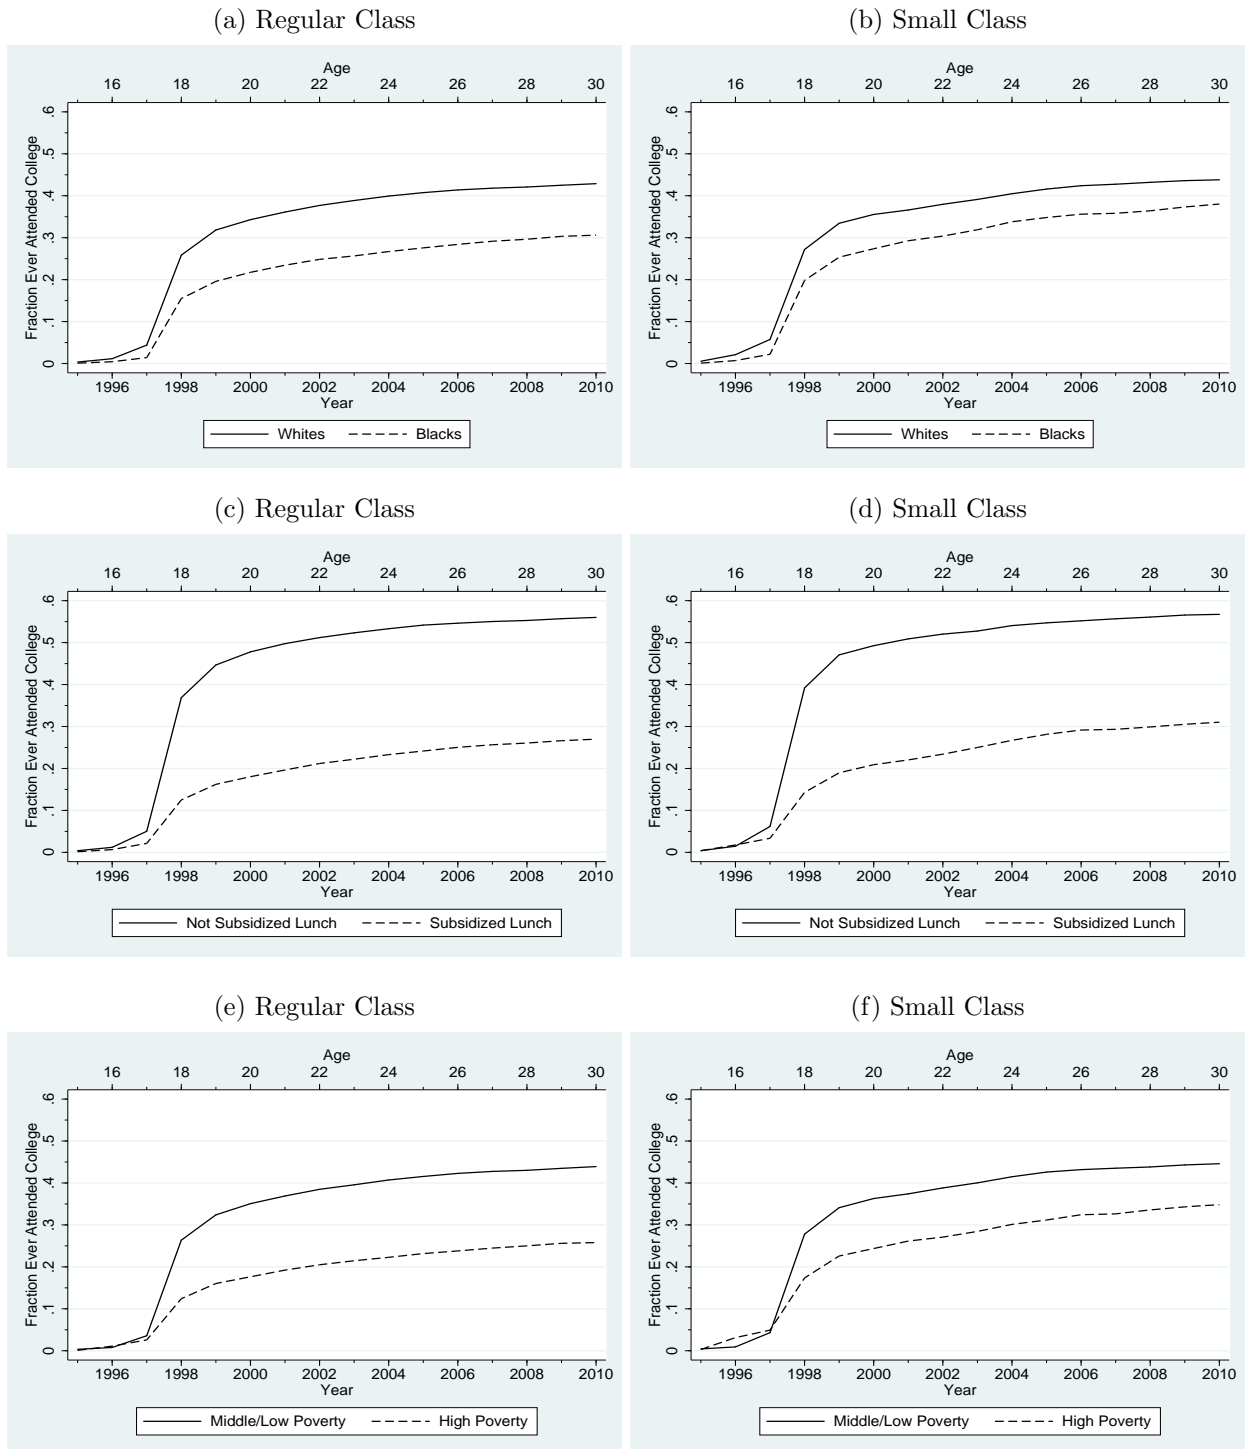 (a) Regular Class
Age
16 18 20 22 24 26 28 30
Fraction Ever Attended College
.6
.5
.4
.3
.2
.1
0
1996 1998 2000 2002 2004 2006 2008 2010
Year
Whites Blacks
(b) Small Class
Age
16 18 20 22 24 26 28 30
Fraction Ever Attended College
.6
.5
.4
.3
.2
.1
0
1996 1998 2000 2002 2004 2006 2008 2010
Year
Whites Blacks
(c) Regular Class
Age
16 18 20 22 24 26 28 30
Fraction Ever Attended College
.6
.5
.4
.3
.2
.1
0
1996 1998 2000 2002 2004 2006 2008 2010
Year
Not Subsidized Lunch Subsidized Lunch
(d) Small Class
Age
16 18 20 22 24 26 28 30
Fraction Ever Attended College
.6
.5
.4
.3
.2
.1
0
1996 1998 2000 2002 2004 2006 2008 2010
Year
Not Subsidized Lunch Subsidized Lunch
(e) Regular Class
Age
16 18 20 22 24 26 28 30
Fraction Ever Attended College
.6
.5
.4
.3
.2
.1
0
1996 1998 2000 2002 2004 2006 2008 2010
Year
Middle/Low Poverty High Poverty
(f) Small Class
Age
16 18 20 22 24 26 28 30
Fraction Ever Attended College
.6
.5
.4
.3
.2
.1
0
1996 1998 2000 2002 2004 2006 2008 2010
Year
Middle/Low Poverty High Poverty